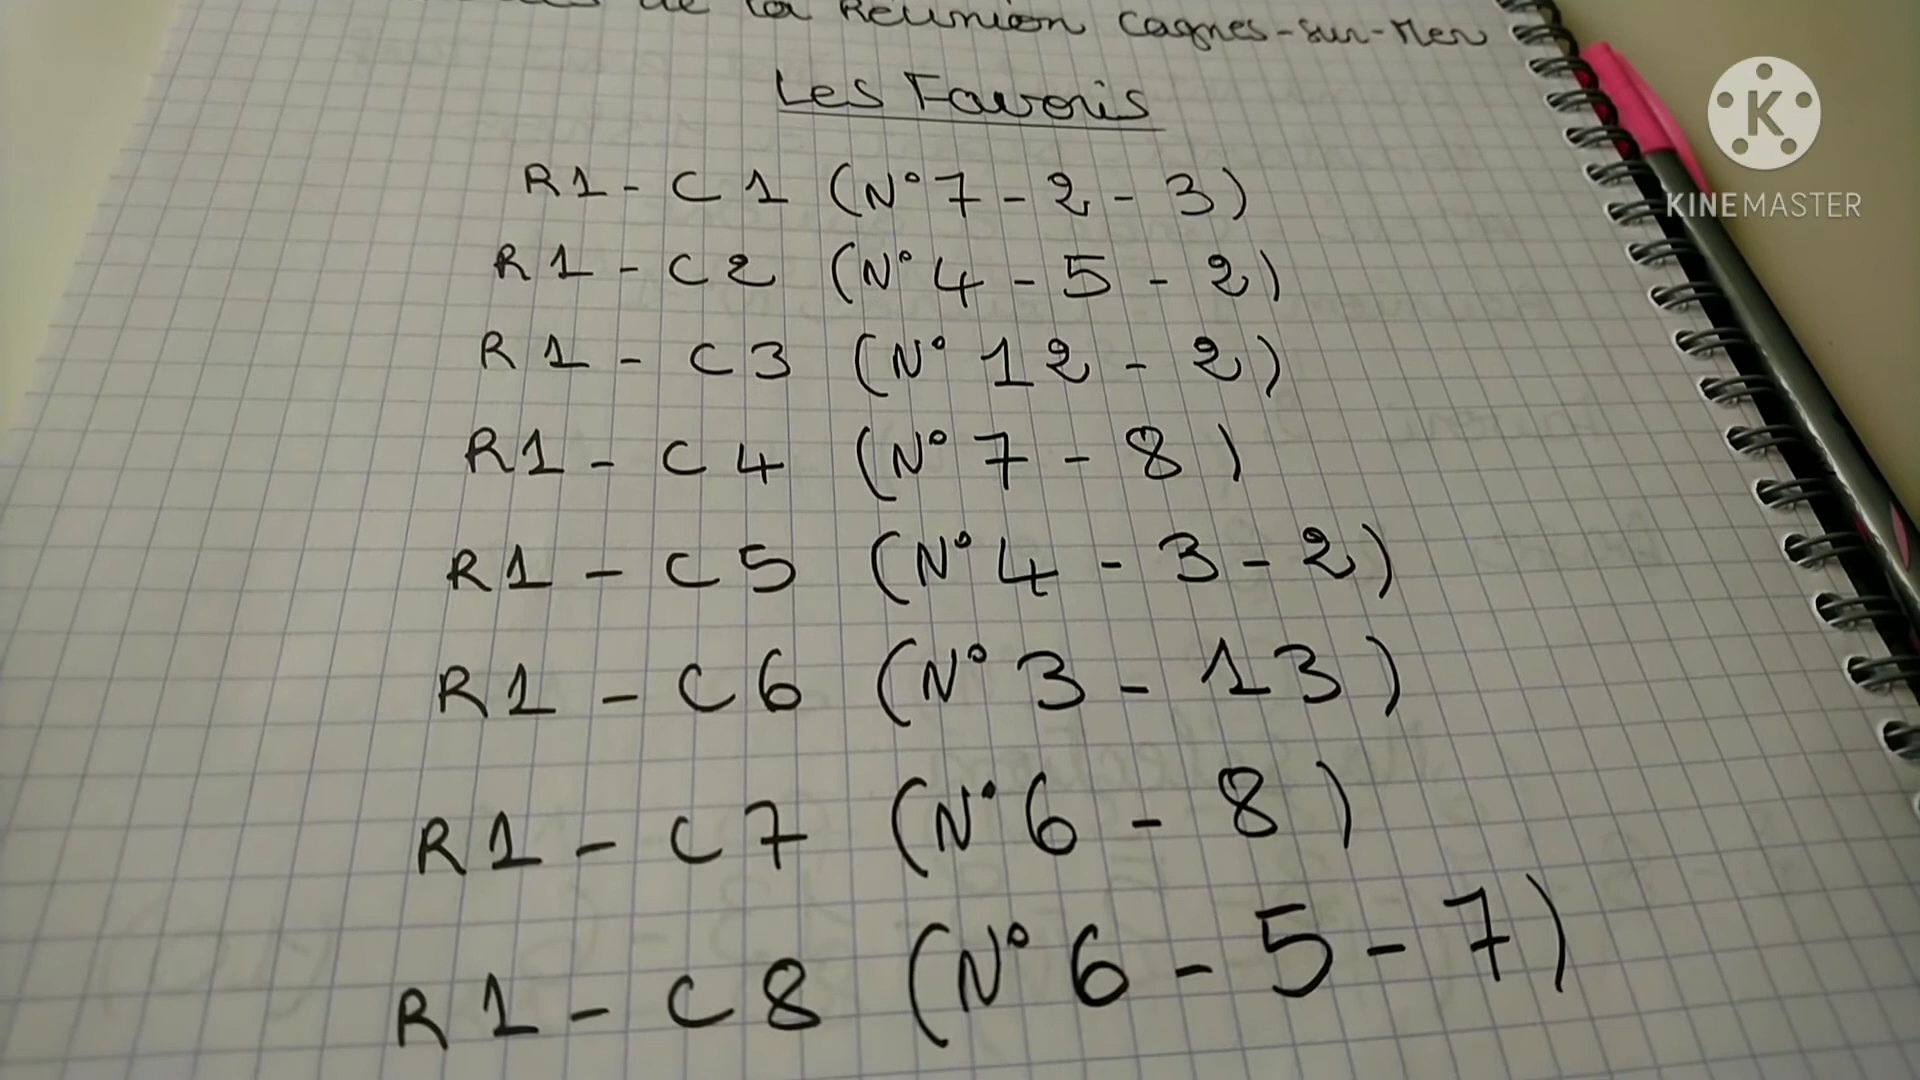 de la Réunion Cagnes-sur-Mer
Les Favoris
R1 - C1 (N°7 - 2 - 3)
R1 - C2 (N°4 - 5 - 2)
R1 - C3 (N° 12 - 2)
R1 - C4 (N° 7 - 8)
R1 - C5 (N°4 - 3 - 2)
R1 - C6 (N° 3 - 13)
R1 - C7 (N°6 - 8)
R1 - C8 (N°6 - 5 - 7)
K
KINEMASTER